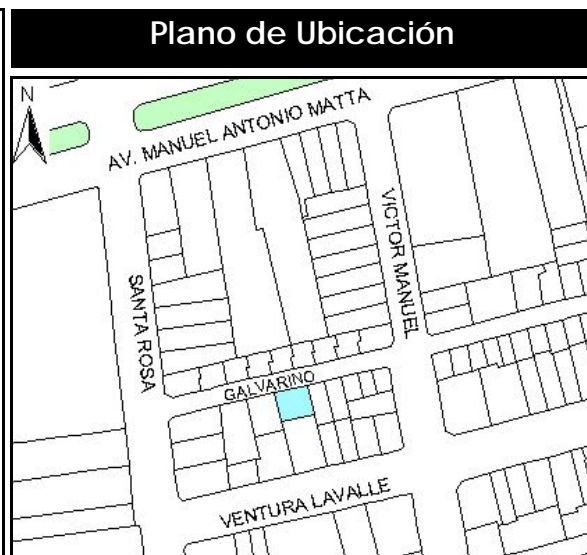 Plano de Ubicación
N
AV. MANUEL ANTONIO MATTA
VICTOR MANUEL
SANTA ROSA
GALVARINO
VENTURA LAVALLE